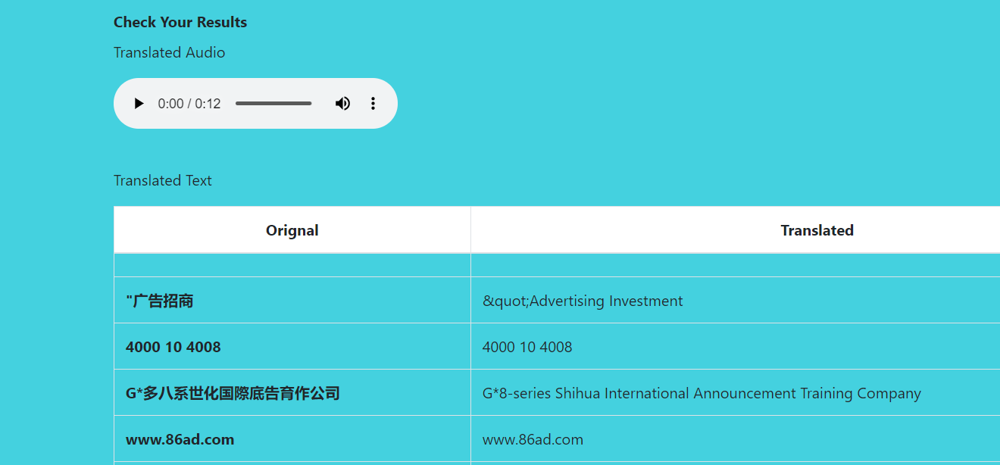 Check Your Results
Translated Audio
0:00 / 0:12
Translated Text
Orignal Translated
"广告招商 &quot;Advertising Investment
4000 10 4008 4000 10 4008
G*多八系世化国際底告育作公司 G*8-series Shihua International Announcement Training Company
www.86ad.com www.86ad.com